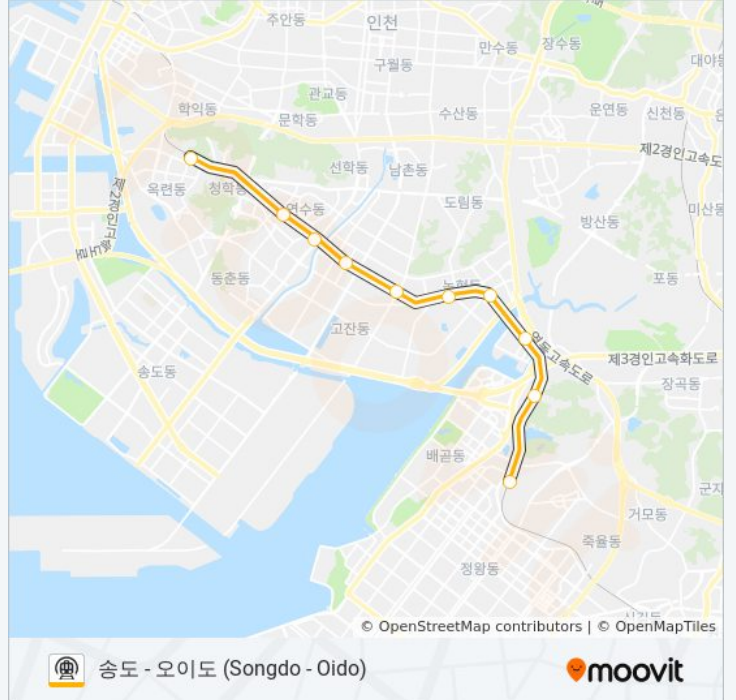 주안동
인천
만수동
장수동
대야동
구월동
관교동
학익동
문학동
수산동
운연동
신천동
제2경인고속도
선학동
남촌동
옥련동
청학동
연수동
도림동
미산동
방산동
제2경인고속도로
동춘동
포동
논현동
고잔동
영동고속도로
제3경인고속화도로
송도동
장곡동
배곧동
군자
거모동
죽율동
정왕동
© OpenStreetMap contributors | © OpenMapTiles
송도 - 오이도 (Songdo - Oido)
moovit